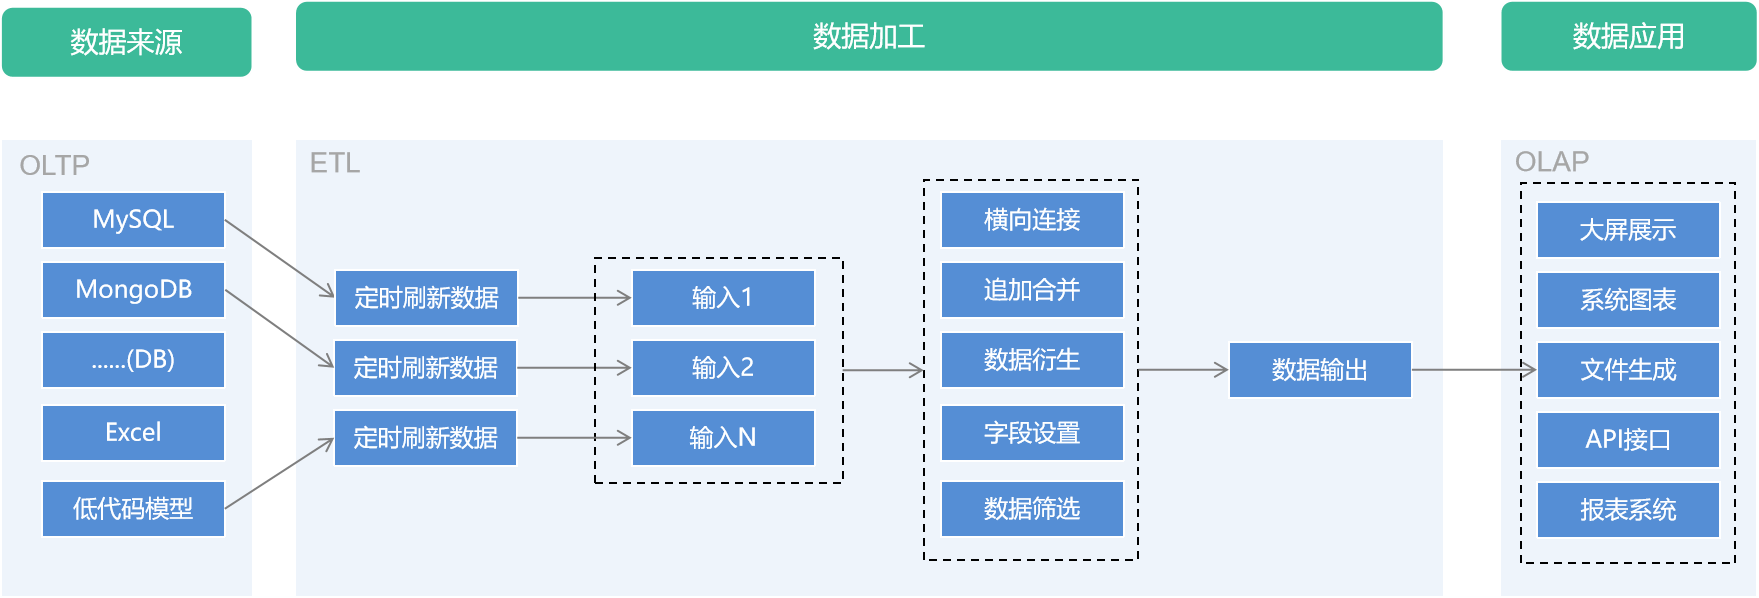 数据来源
数据加工
数据应用
OLTP
MySQL
MongoDB
......(DB)
Excel
低代码模型
ETL
定时刷新数据
定时刷新数据
定时刷新数据
输入1
输入2
输入N
横向连接
追加合并
数据衍生
字段设置
数据筛选
数据输出
OLAP
大屏展示
系统图表
文件生成
API接口
报表系统